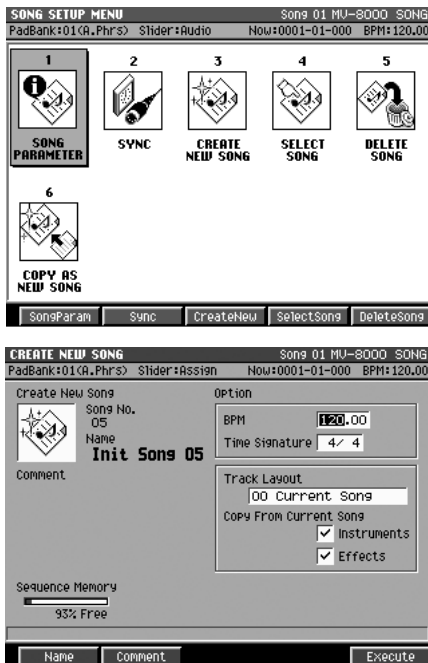 SONG SETUP MENU Song 01 MV-8000 SONG
PadBank:01(A.Phrs) Slider:Audio Now:0001-01-000 BPM:120.00
1 2 3 4 5
SONG PARAMETER
SYNC
CREATE NEW SONG
SELECT SONG
DELETE SONG
6
COPY AS NEW SONG
SongParam Sync CreateNew SelectSong DeleteSong
CREATE NEW SONG Song 01 MV-8000 SONG
PadBank:01(A.Phrs) Slider:Assign Now:0001-01-000 BPM:120.00
Create New Song
Song No.
05
Name
Init Song 05
Comment
Sequence Memory
93% Free
Option
BPM 120.00
Time Signature 4/ 4
Track Layout
00 Current Song
Copy From Current Song
Instruments
Effects
Name Comment Execute